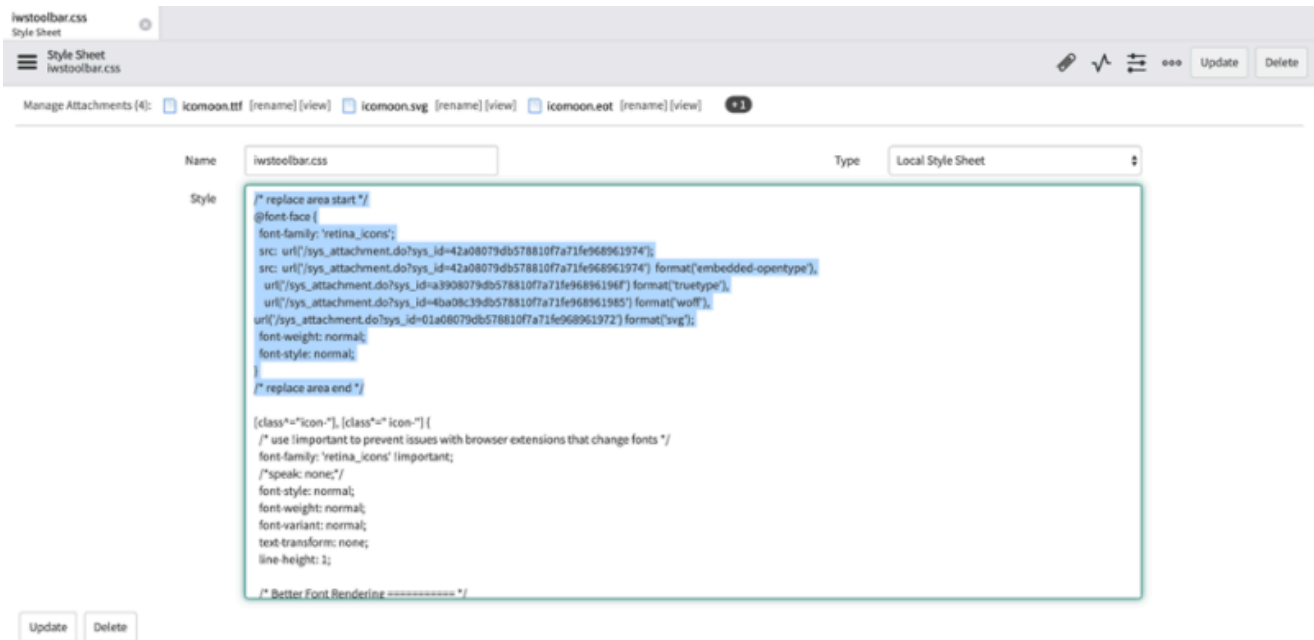 iwstoolbar.css
Style Sheet
Style Sheet
iwstoolbar.css
Update Delete
Manage Attachments (4): icomoon.ttf [rename] [view] icomoon.svg [rename] [view] icomoon.eot [rename] [view] +1
Name iwstoolbar.css Type Local Style Sheet
Style
/* replace area start */
@font-face {
font-family: 'retina_icons';
src: url('/sys_attachment.do?sys_id=42a08079db578810f7a71fe968961974');
src: url('/sys_attachment.do?sys_id=42a08079db578810f7a71fe968961974') format('embedded-opentype'),
url('/sys_attachment.do?sys_id=a3908079db578810f7a71fe96896196f') format('truetype'),
url('/sys_attachment.do?sys_id=4ba08c39db578810f7a71fe968961985') format('woff'),
url('/sys_attachment.do?sys_id=01a08079db578810f7a71fe968961972') format('svg');
font-weight: normal;
font-style: normal;
}
/* replace area end */
[class^="icon-"], [class*=" icon-"] {
/* use !important to prevent issues with browser extensions that change fonts */
font-family: 'retina_icons' !important;
/*speak: none;*/
font-style: normal;
font-weight: normal;
font-variant: normal;
text-transform: none;
line-height: 1;
/* Better Font Rendering =========== */
Update Delete